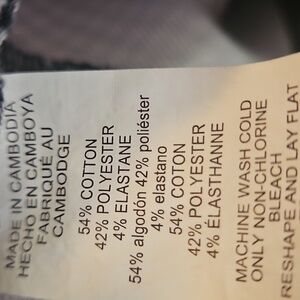 MADE IN CAMBODIA
HECHO EN CAMBOYA
FABRIQUÉ AU
CAMBODGE
54% COTTON
42% POLYESTER
4% ELASTANE
54% algodón 42% poliéster
4% elastano
54% COTON
42% POLYESTER
4% ÉLASTHANNE
MACHINE WASH COLD
ONLY NON-CHLORINE
BLEACH
RESHAPE AND LAY FLAT